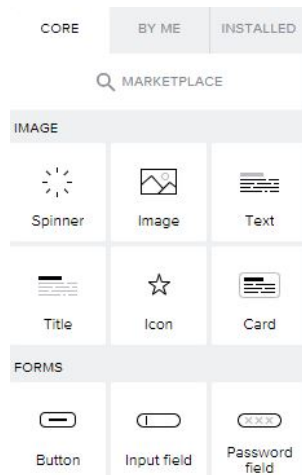 CORE BY ME INSTALLED
MARKETPLACE
IMAGE
Spinner Image Text
Title Icon Card
FORMS
Button Input field Password
field